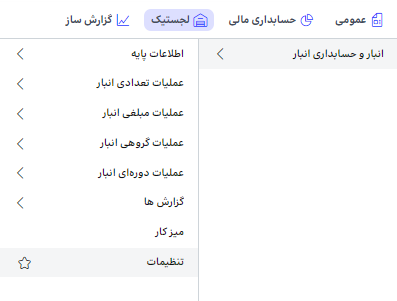 عمومی
حسابداری مالی
لجستیک
گزارش ساز
انبار و حسابداری انبار
اطلاعات پایه
عملیات تعدادی انبار
عملیات مبلغی انبار
عملیات گروهی انبار
عملیات دوره‌ای انبار
گزارش ها
میز کار
تنظیمات